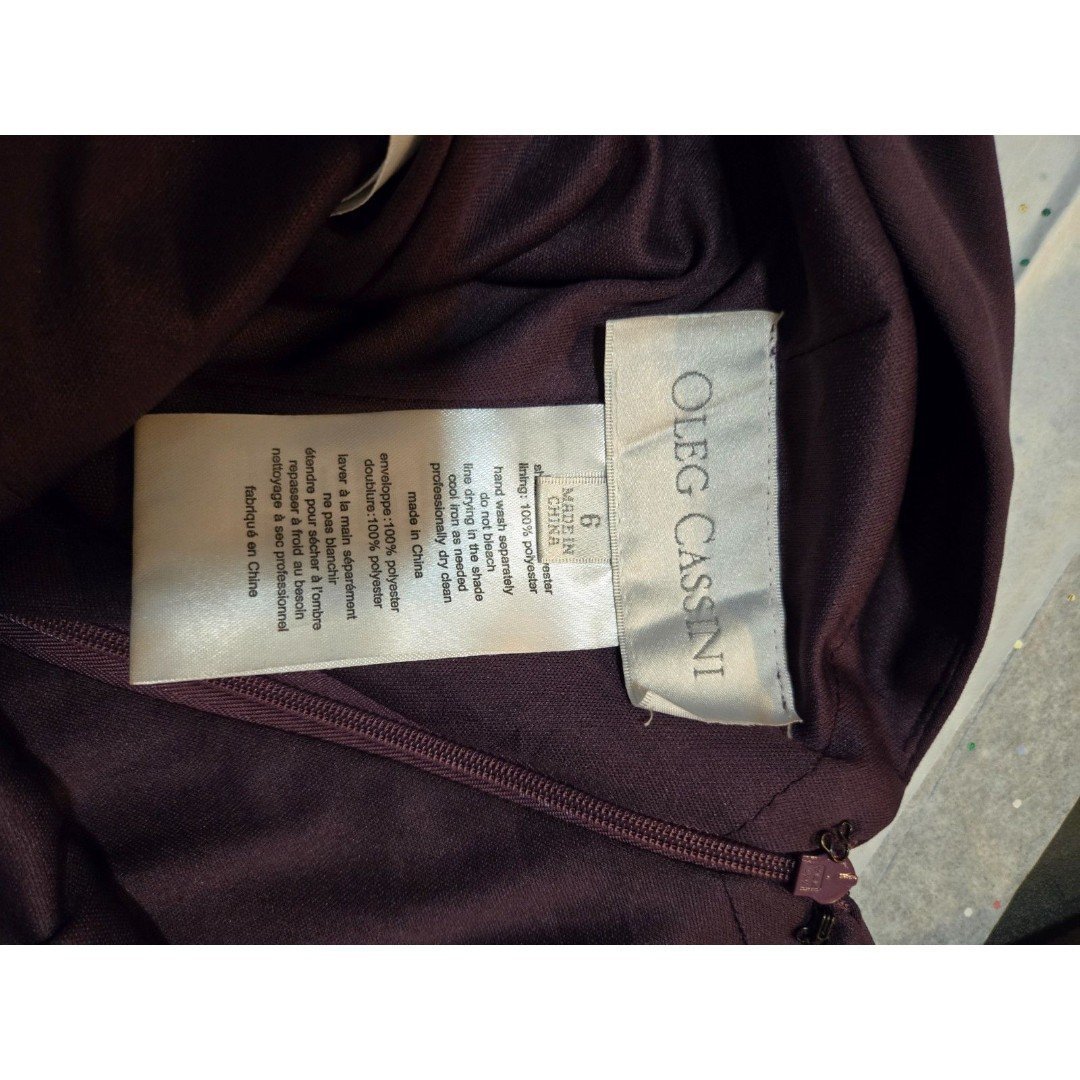 OLEG CASSINI
6
MADE IN
CHINA
lining: 100% polyester
hand wash separately
do not bleach
line drying in the shade
cool iron as needed
professionally dry clean
made in China
enveloppe:100% polyester
doublure:100% polyester
laver à la main séparément
ne pas blanchir
étendre pour sécher à l'ombre
repasser à froid au besoin
nettoyage à sec professionnel
fabriqué en Chine